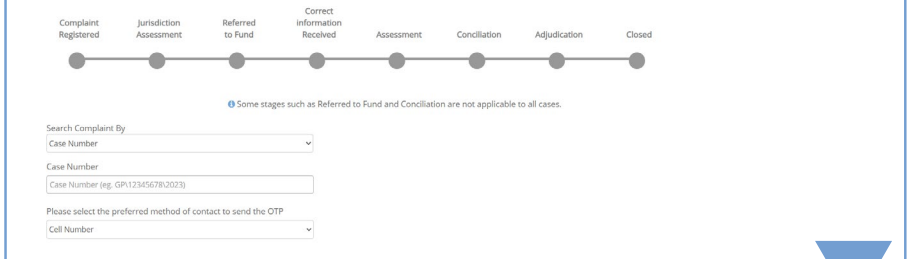 Correct
Complaint Jurisdiction Referred information
Registered Assessment to Fund Received Assessment Conciliation Adjudication Closed
Some stages such as Referred to Fund and Conciliation are not applicable to all cases.
Search Complaint By
Case Number
Case Number
Case Number (eg. GP\12345678\2023)
Please select the preferred method of contact to send the OTP
Cell Number